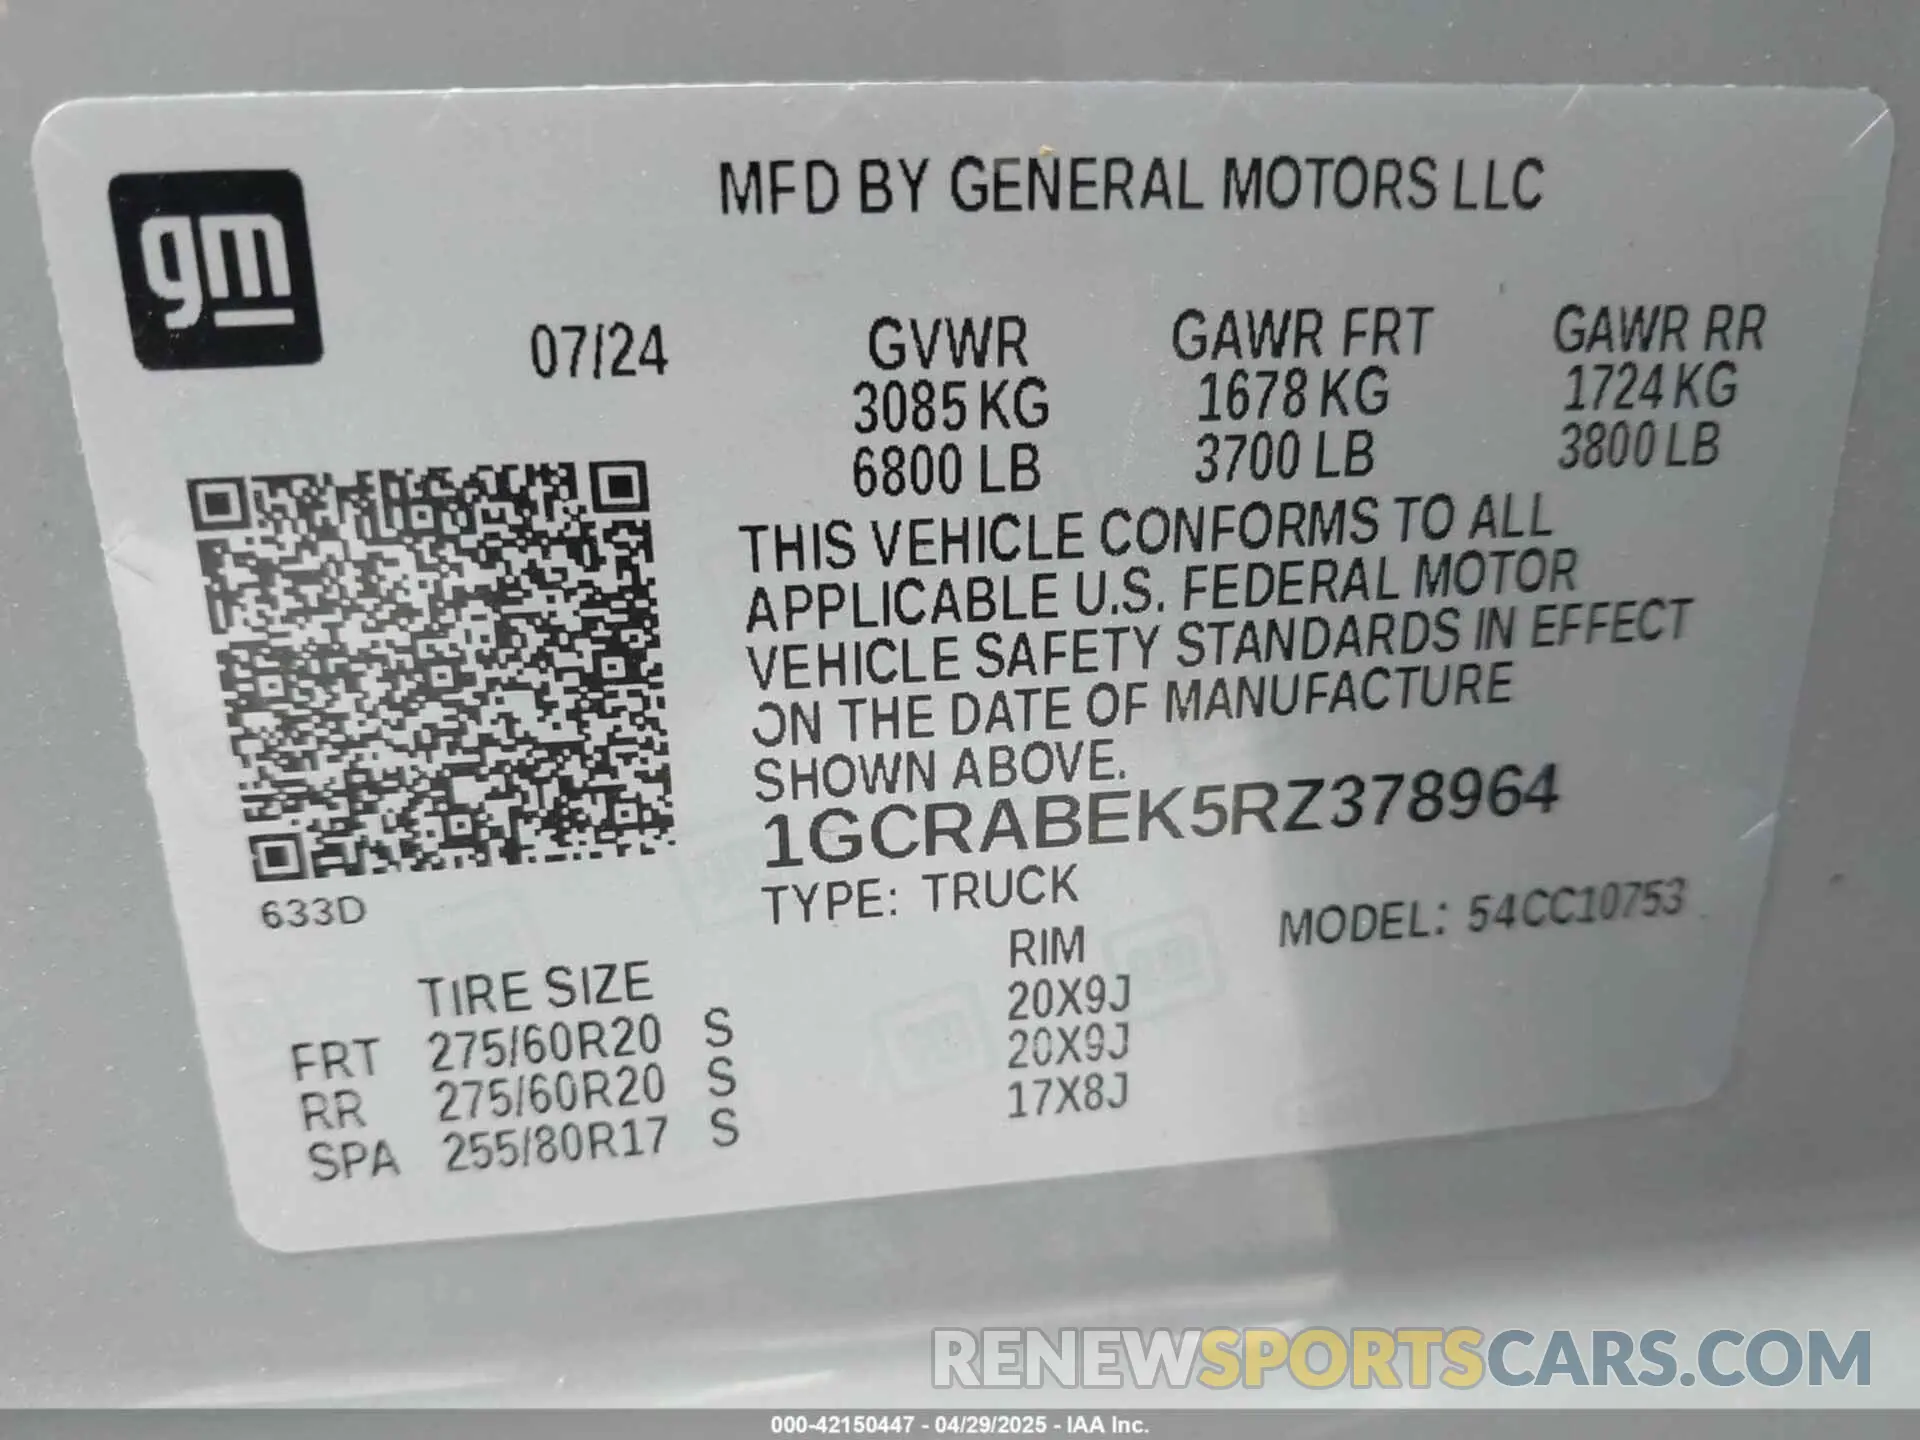 MFD BY GENERAL MOTORS LLC
gm
07/24 GVWR GAWR FRT GAWR RR
3085 KG 1678 KG 1724 KG
6800 LB 3700 LB 3800 LB
THIS VEHICLE CONFORMS TO ALL
APPLICABLE U.S. FEDERAL MOTOR
VEHICLE SAFETY STANDARDS IN EFFECT
ON THE DATE OF MANUFACTURE
SHOWN ABOVE.
1GCRABEK5RZ378964
TYPE: TRUCK MODEL: 54CC10753
633D
TIRE SIZE RIM
FRT 275/60R20 S 20X9J
RR 275/60R20 S 20X9J
SPA 255/80R17 S 17X8J
RENEWSPORTSCARS.COM
000-42150447 - 04/29/2025 - IAA Inc.